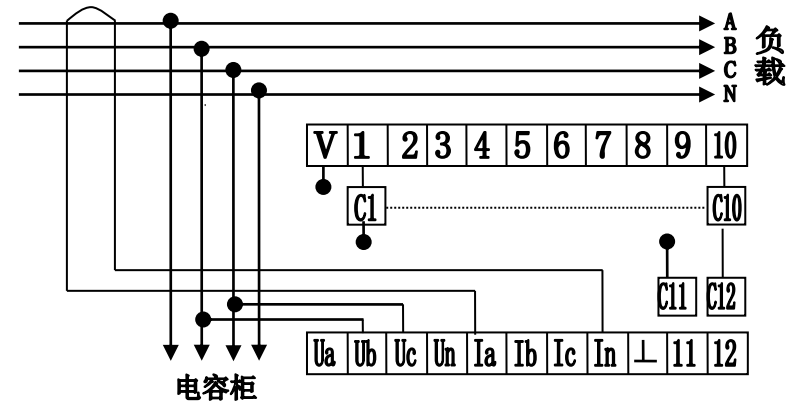 A
B
C
N
负
载
V 1 2 3 4 5 6 7 8 9 10
C1 C10
C11 C12
Ua Ub Uc Un Ia Ib Ic In ⊥ 11 12
电容柜